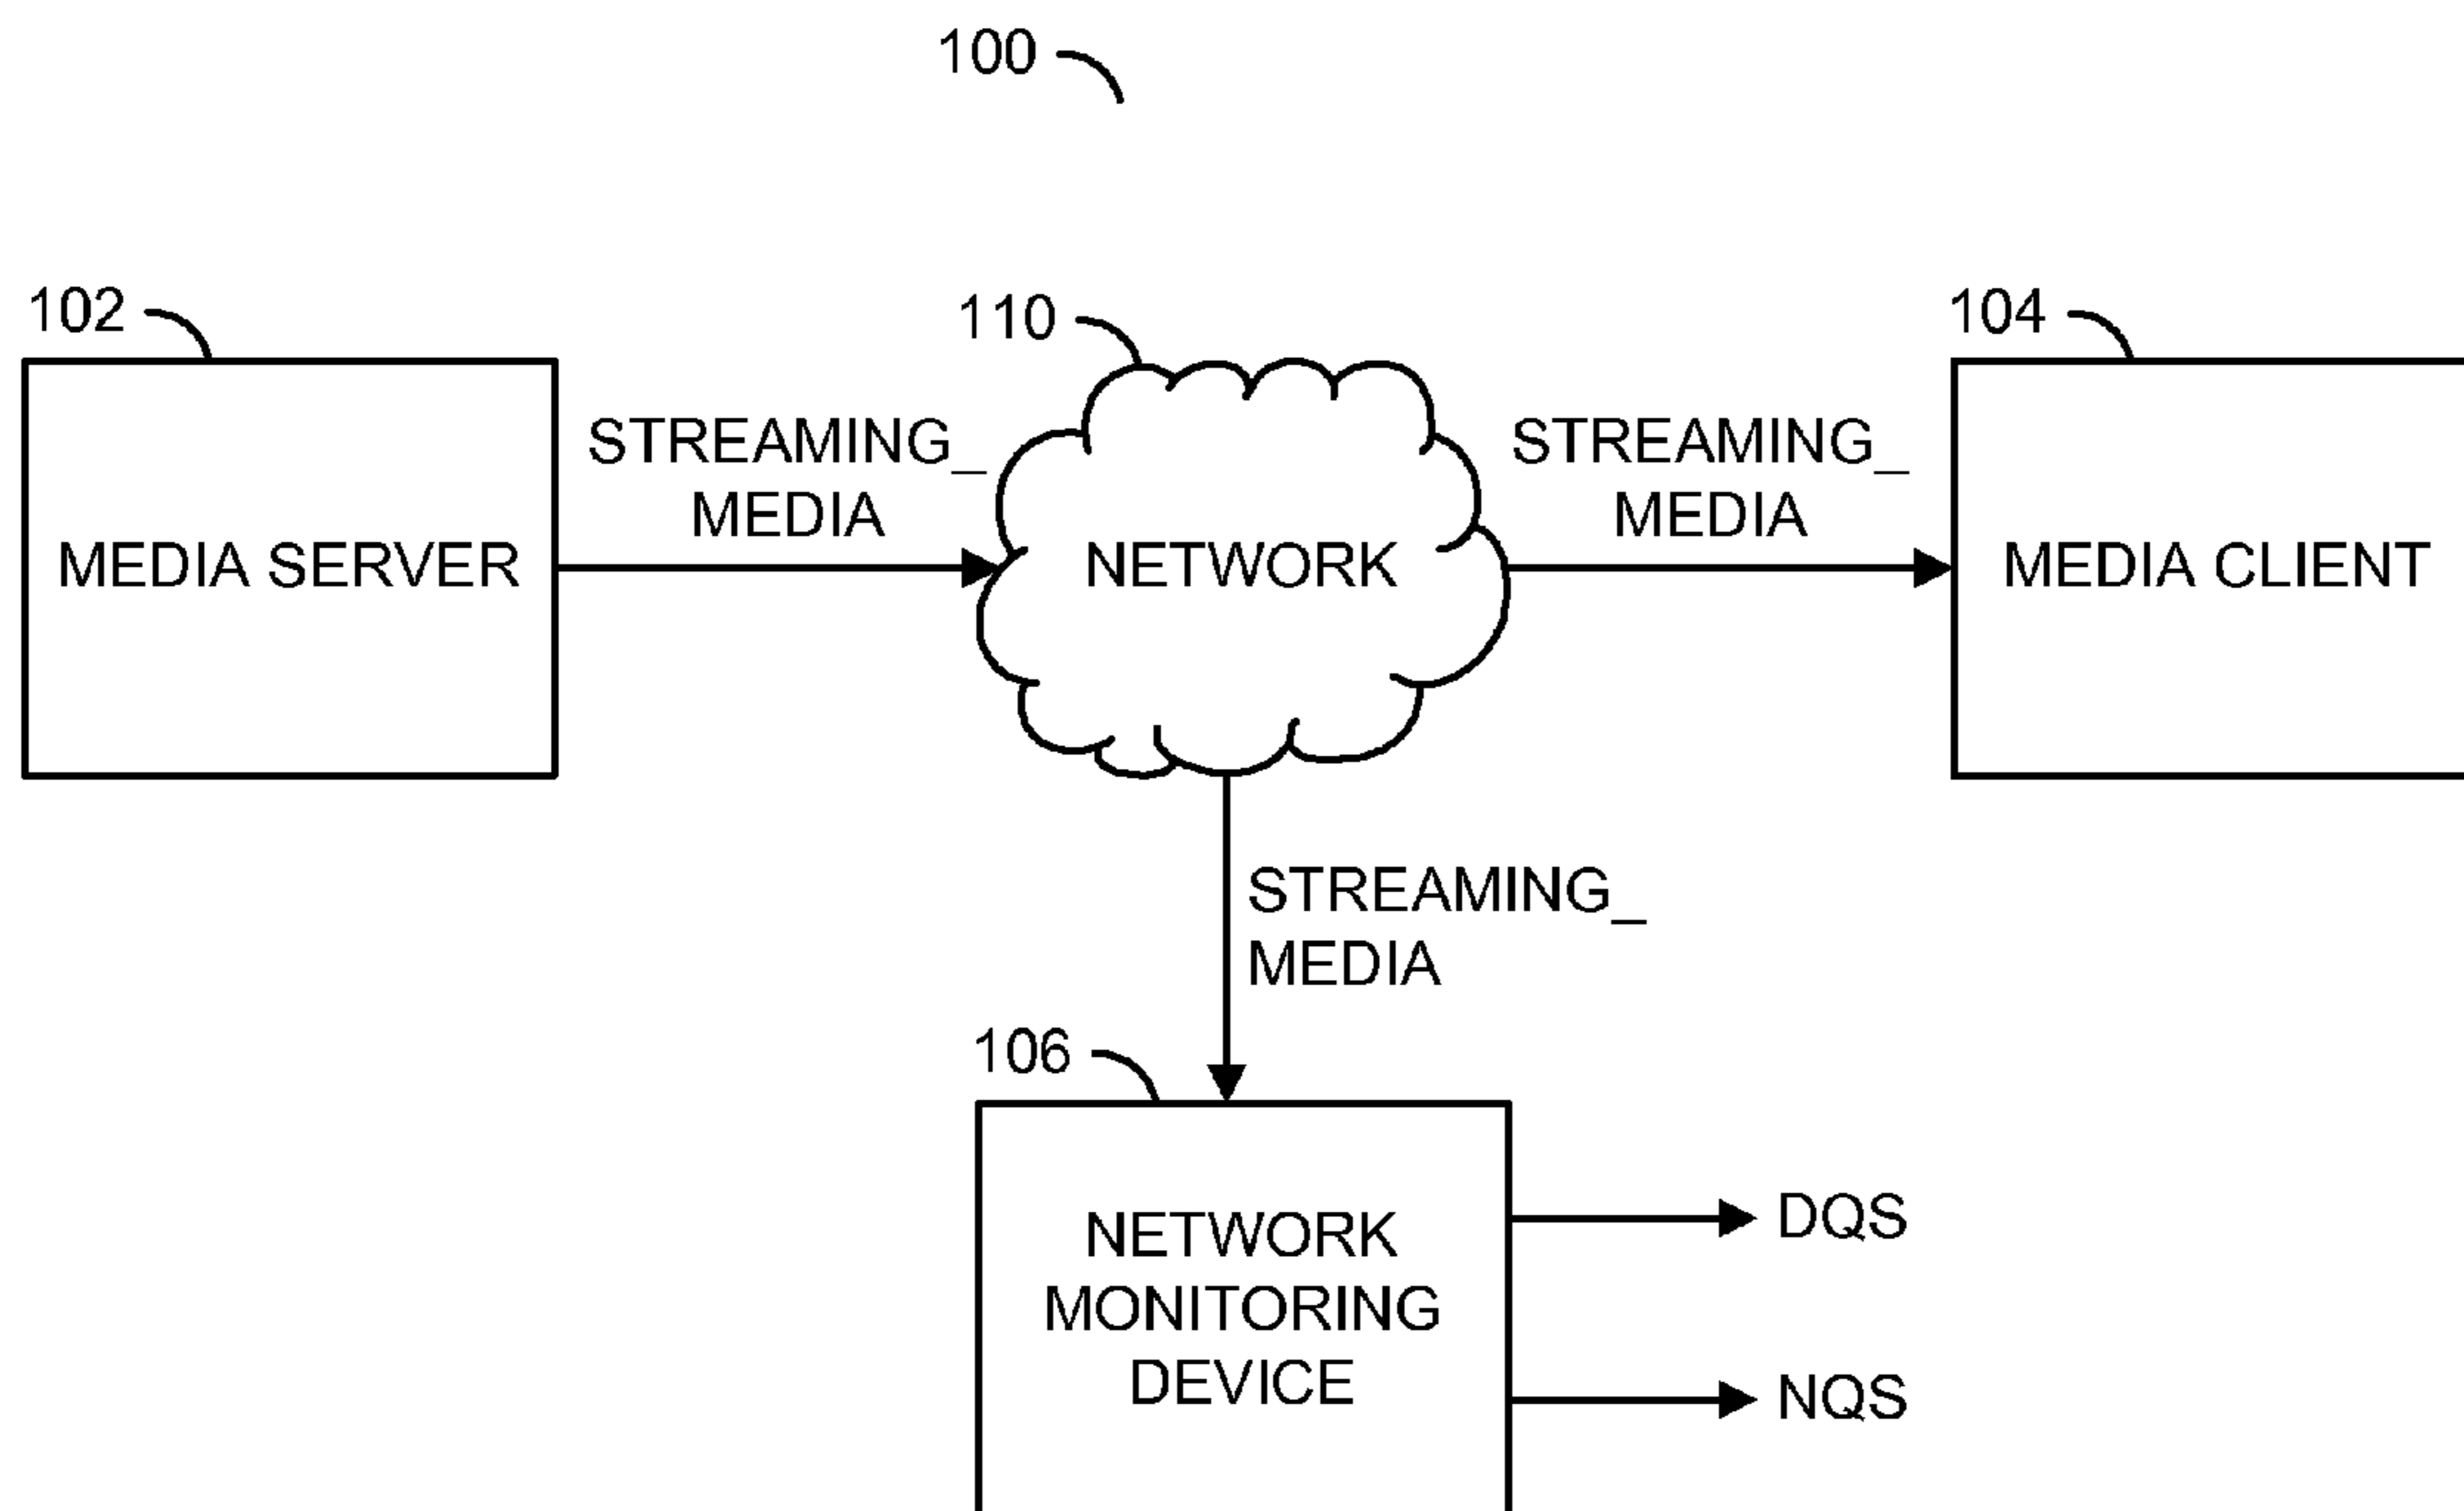 100
102
110
104
STREAMING_
MEDIA
STREAMING_
MEDIA
MEDIA SERVER
NETWORK
MEDIA CLIENT
STREAMING_
MEDIA
106
NETWORK
MONITORING
DEVICE
DQS
NQS